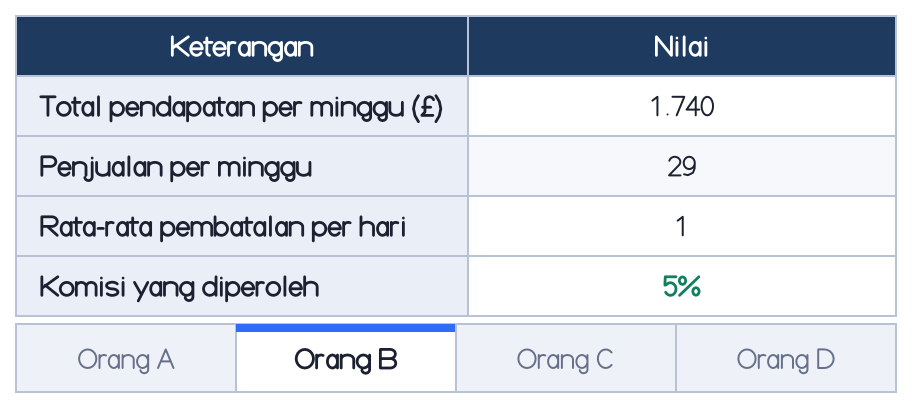 Keterangan Nilai
Total pendapatan per minggu (£) 1.740
Penjualan per minggu 29
Rata-rata pembatalan per hari 1
Komisi yang diperoleh 5%
Orang A Orang B Orang C Orang D